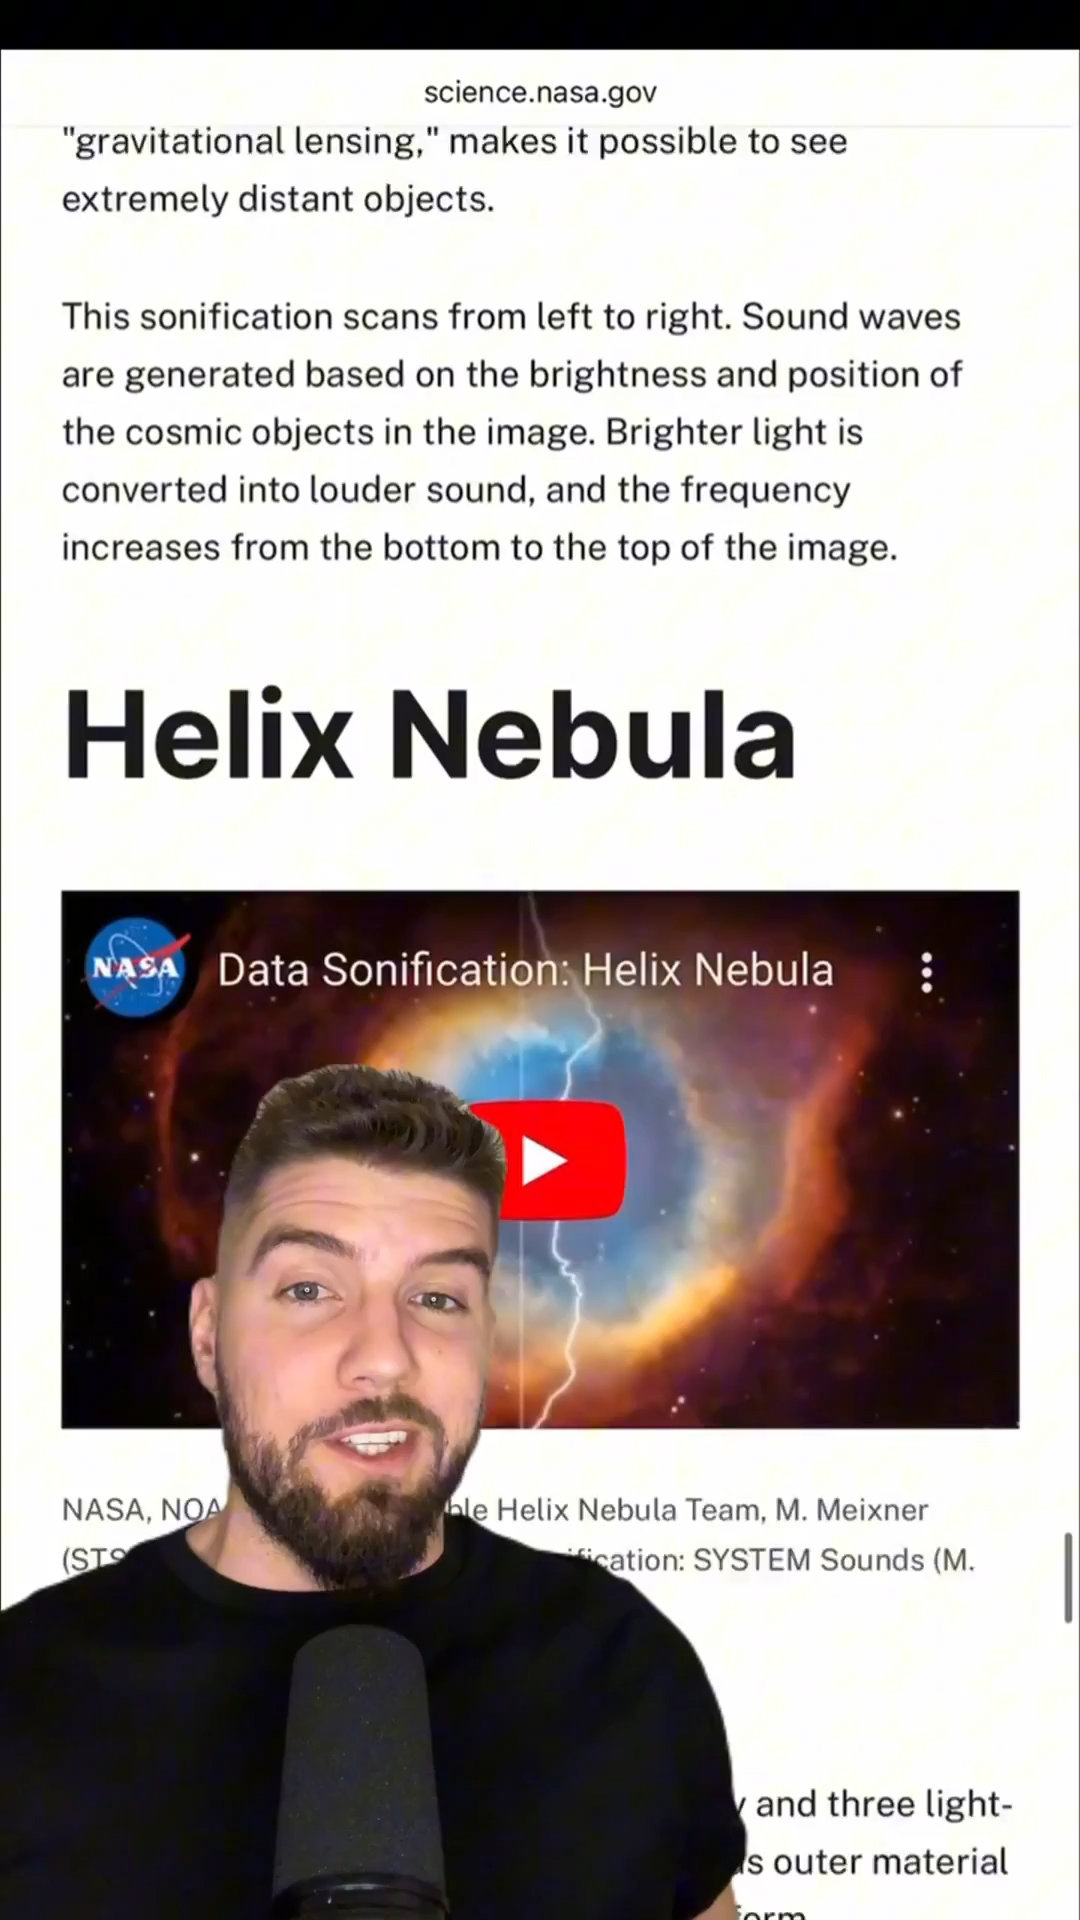 science.nasa.gov
"gravitational lensing," makes it possible to see
extremely distant objects.
This sonification scans from left to right. Sound waves
are generated based on the brightness and position of
the cosmic objects in the image. Brighter light is
converted into louder sound, and the frequency
increases from the bottom to the top of the image.
Helix Nebula
NASA
Data Sonification: Helix Nebula
NASA, Helix Nebula Team, M. Meixner
SYSTEM Sounds (M.
and three light-
outer material